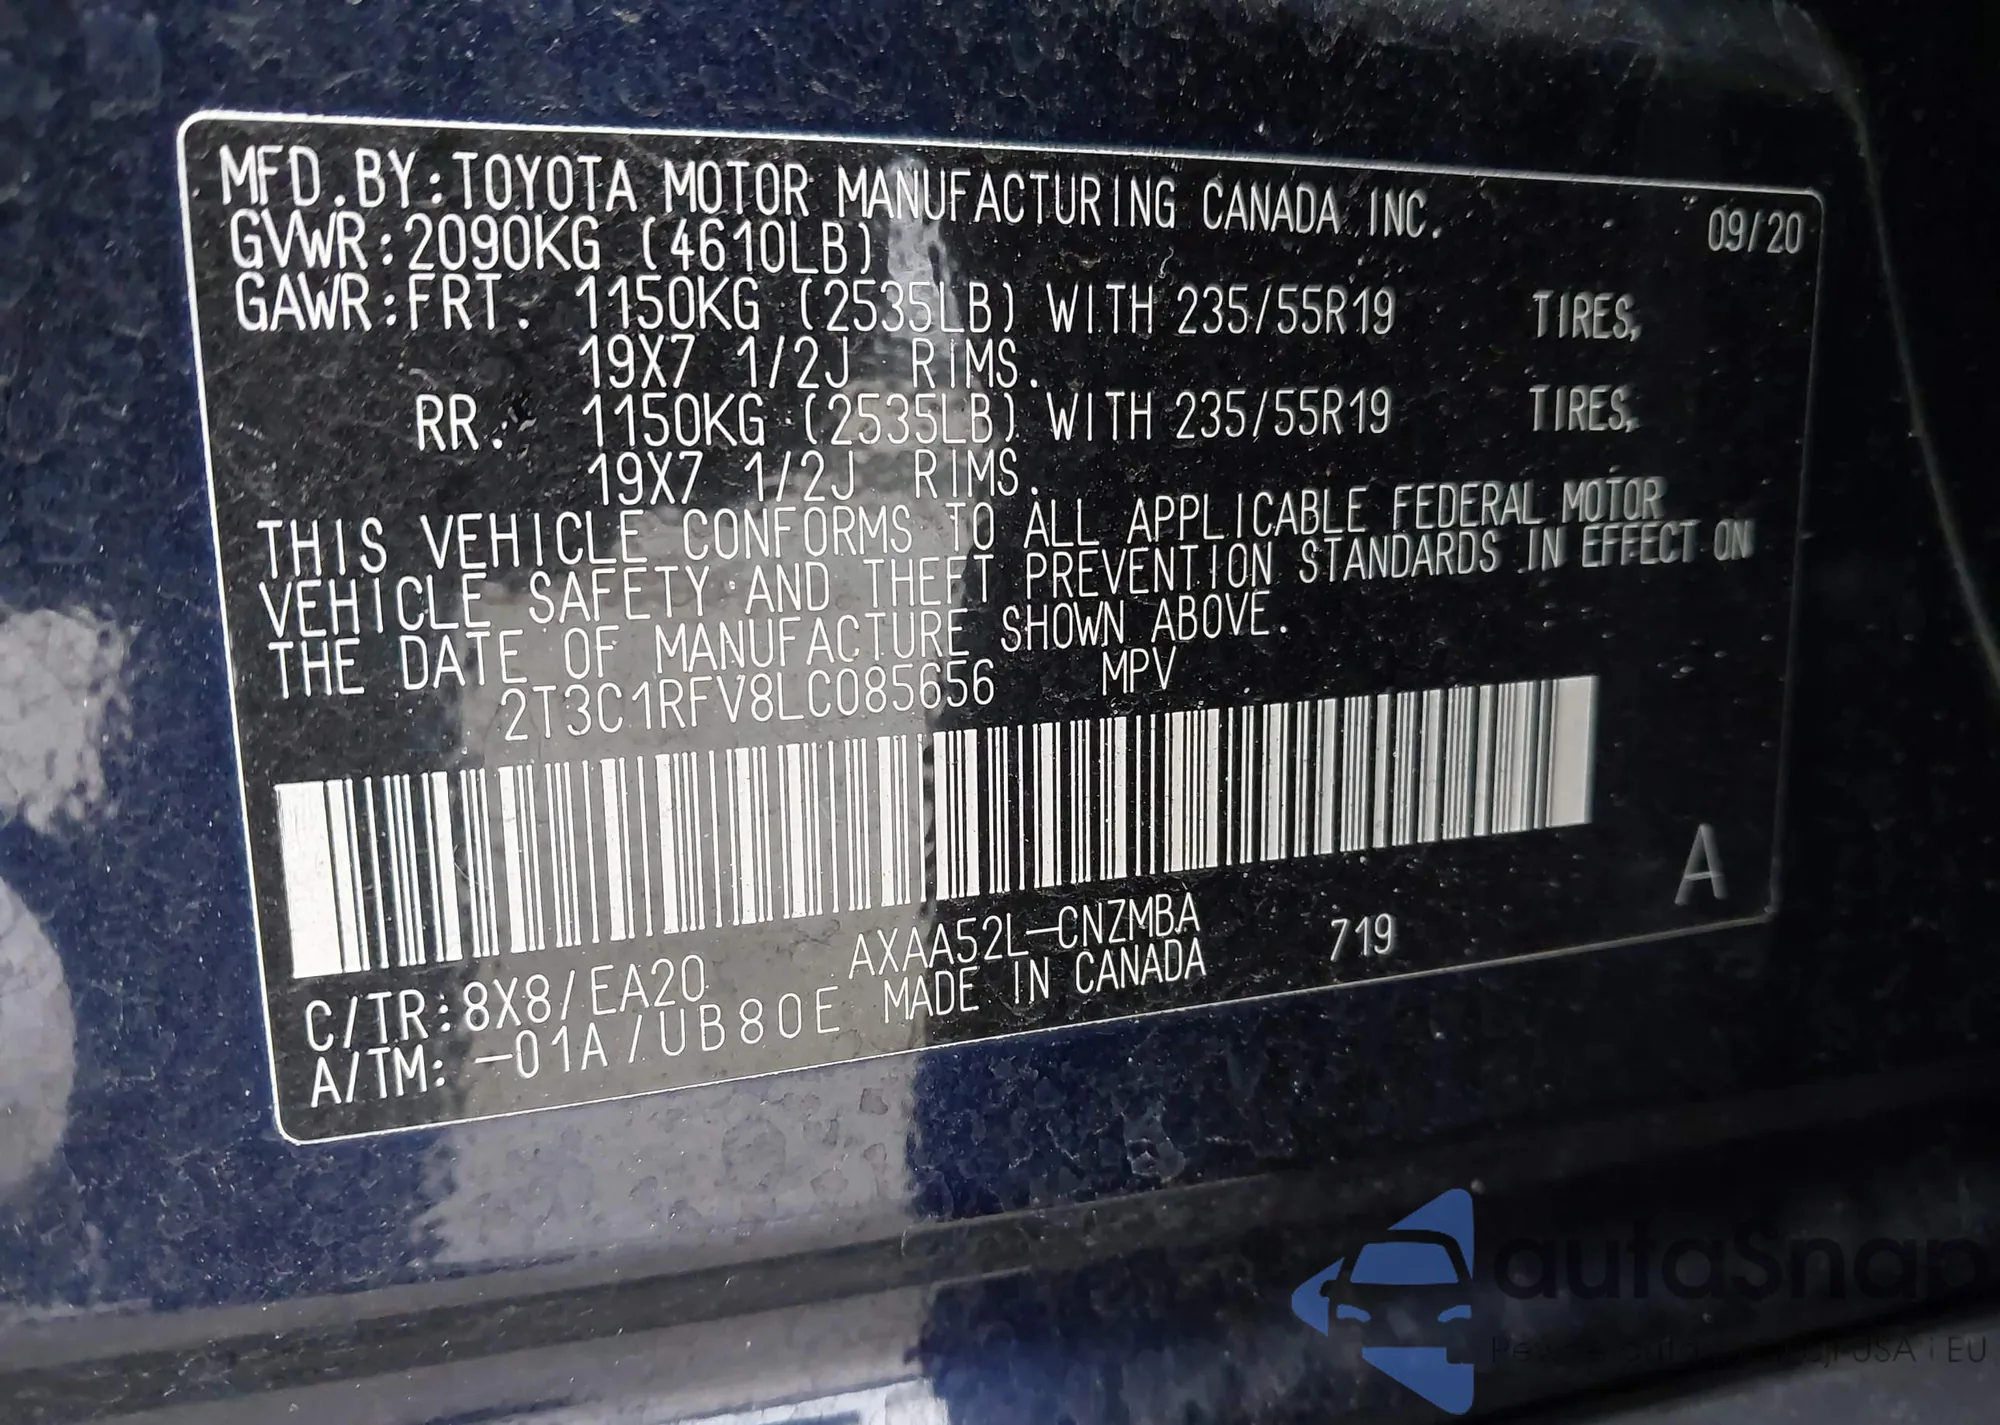 MFD.BY:TOYOTA MOTOR MANUFACTURING CANADA INC. 09/20
GVWR:2090KG (4610LB)
GAWR:FRT. 1150KG (2535LB) WITH 235/55R19 TIRES,
19X7 1/2J RIMS.
RR. 1150KG (2535LB) WITH 235/55R19 TIRES,
19X7 1/2J RIMS.
THIS VEHICLE CONFORMS TO ALL APPLICABLE FEDERAL MOTOR
VEHICLE SAFETY AND THEFT PREVENTION STANDARDS IN EFFECT ON
THE DATE OF MANUFACTURE SHOWN ABOVE.
2T3C1RFV8LC085656 MPV
A
C/TR:8X8/EA20 AXAA52L-CNZMBA 719
A/TM: -01A/UB80E MADE IN CANADA
autaSnap
USA i EU